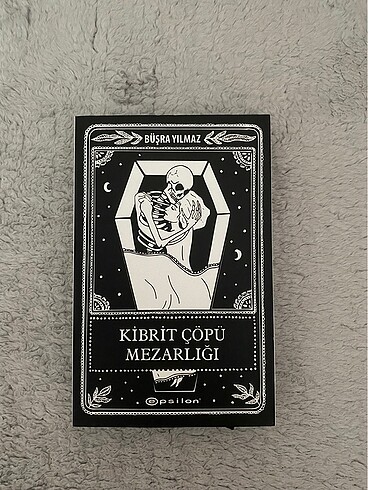 BÜŞRA YILMAZ
KİBRİT ÇÖPÜ
MEZARLIĞI
epsilon